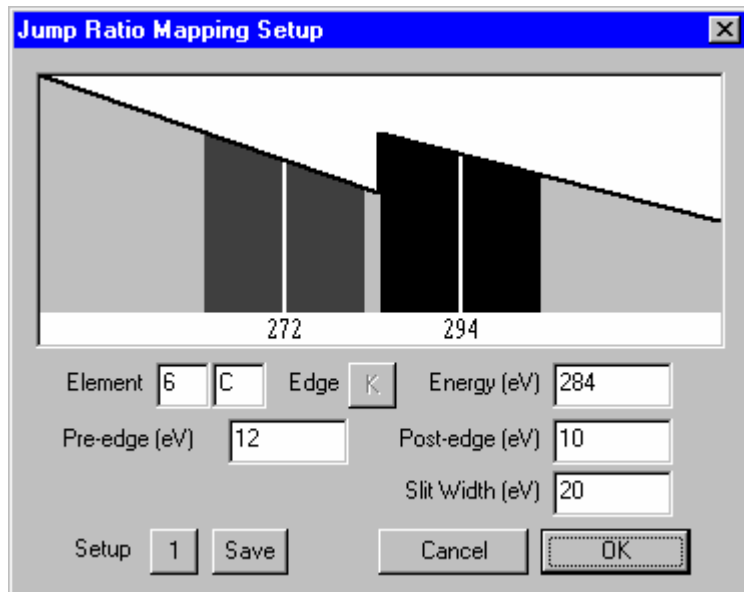 Jump Ratio Mapping Setup
272 294
Element 6 C Edge K Energy (eV) 284
Pre-edge (eV) 12 Post-edge (eV) 10
Slit Width (eV) 20
Setup 1 Save Cancel OK